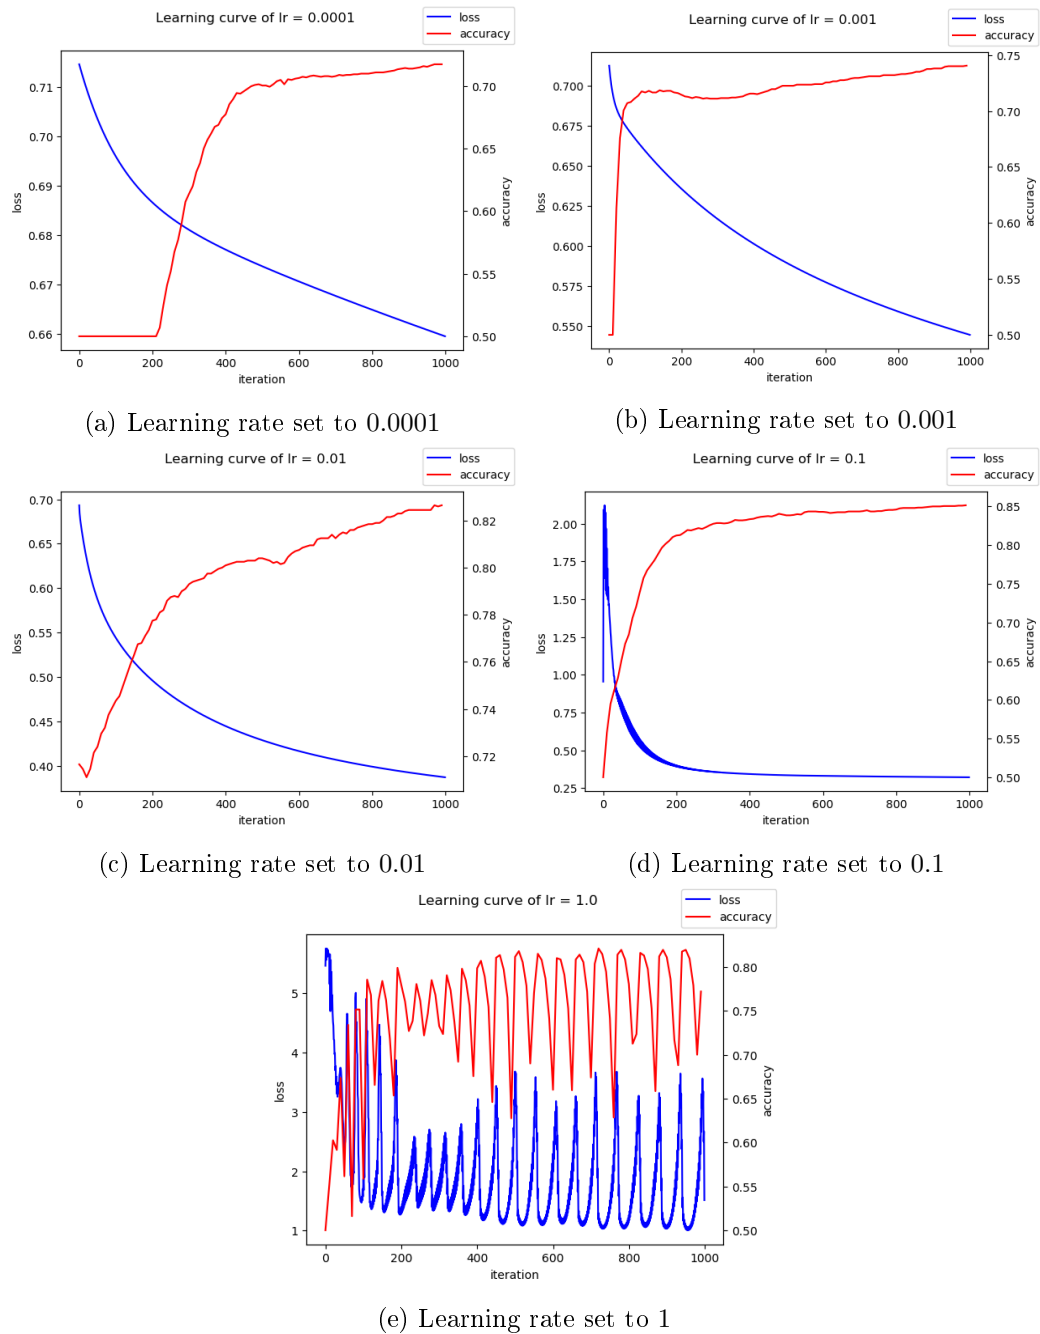 Learning curve of lr = 0.0001
loss
accuracy
0.71
0.70
0.69
0.68
0.67
0.66
loss
0.70
0.65
0.60
0.55
0.50
accuracy
0 200 400 600 800 1000
iteration
(a) Learning rate set to 0.0001
Learning curve of lr = 0.001
loss
accuracy
0.700
0.675
0.650
0.625
0.600
0.575
0.550
loss
0.75
0.70
0.65
0.60
0.55
0.50
accuracy
0 200 400 600 800 1000
iteration
(b) Learning rate set to 0.001
Learning curve of lr = 0.01
loss
accuracy
0.70
0.65
0.60
0.55
0.50
0.45
0.40
loss
0.82
0.80
0.78
0.76
0.74
0.72
accuracy
0 200 400 600 800 1000
iteration
(c) Learning rate set to 0.01
Learning curve of lr = 0.1
loss
accuracy
2.00
1.75
1.50
1.25
1.00
0.75
0.50
0.25
loss
0.85
0.80
0.75
0.70
0.65
0.60
0.55
0.50
accuracy
0 200 400 600 800 1000
iteration
(d) Learning rate set to 0.1
Learning curve of lr = 1.0
loss
accuracy
5
4
3
2
1
loss
0.80
0.75
0.70
0.65
0.60
0.55
0.50
accuracy
0 200 400 600 800 1000
iteration
(e) Learning rate set to 1